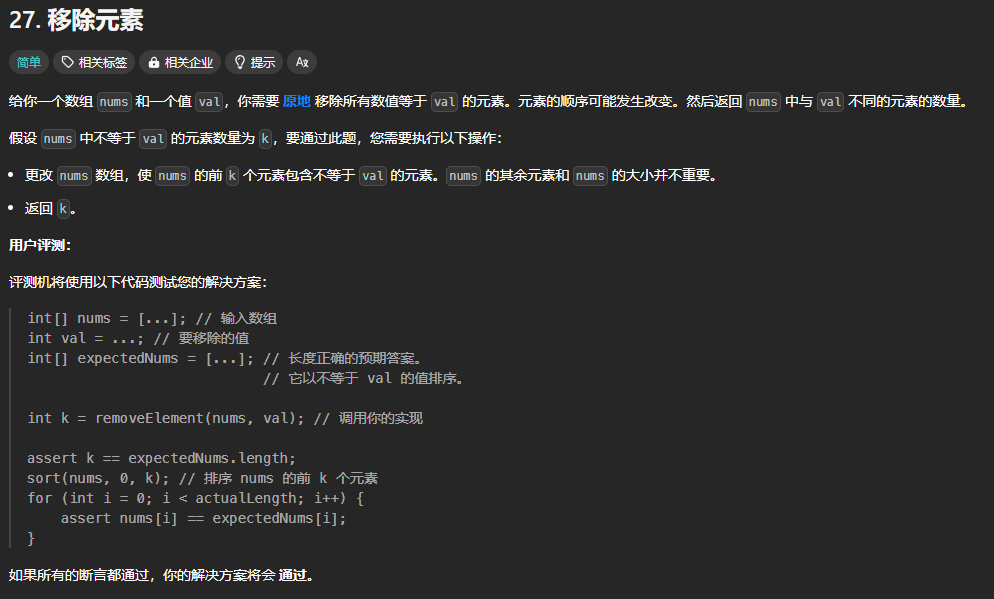 27. 移除元素
简单 相关标签 相关企业 提示 Aあ
给你一个数组 nums 和一个值 val，你需要 原地 移除所有数值等于 val 的元素。元素的顺序可能发生改变。然后返回 nums 中与 val 不同的元素的数量。
假设 nums 中不等于 val 的元素数量为 k，要通过此题，您需要执行以下操作：
• 更改 nums 数组，使 nums 的前 k 个元素包含不等于 val 的元素。nums 的其余元素和 nums 的大小并不重要。
• 返回 k。
用户评测：
评测机将使用以下代码测试您的解决方案：
int[] nums = [...]; // 输入数组
int val = ...; // 要移除的值
int[] expectedNums = [...]; // 长度正确的预期答案。
// 它以不等于 val 的值排序。
int k = removeElement(nums, val); // 调用你的实现
assert k == expectedNums.length;
sort(nums, 0, k); // 排序 nums 的前 k 个元素
for (int i = 0; i < actualLength; i++) {
assert nums[i] == expectedNums[i];
}
如果所有的断言都通过，你的解决方案将会 通过。